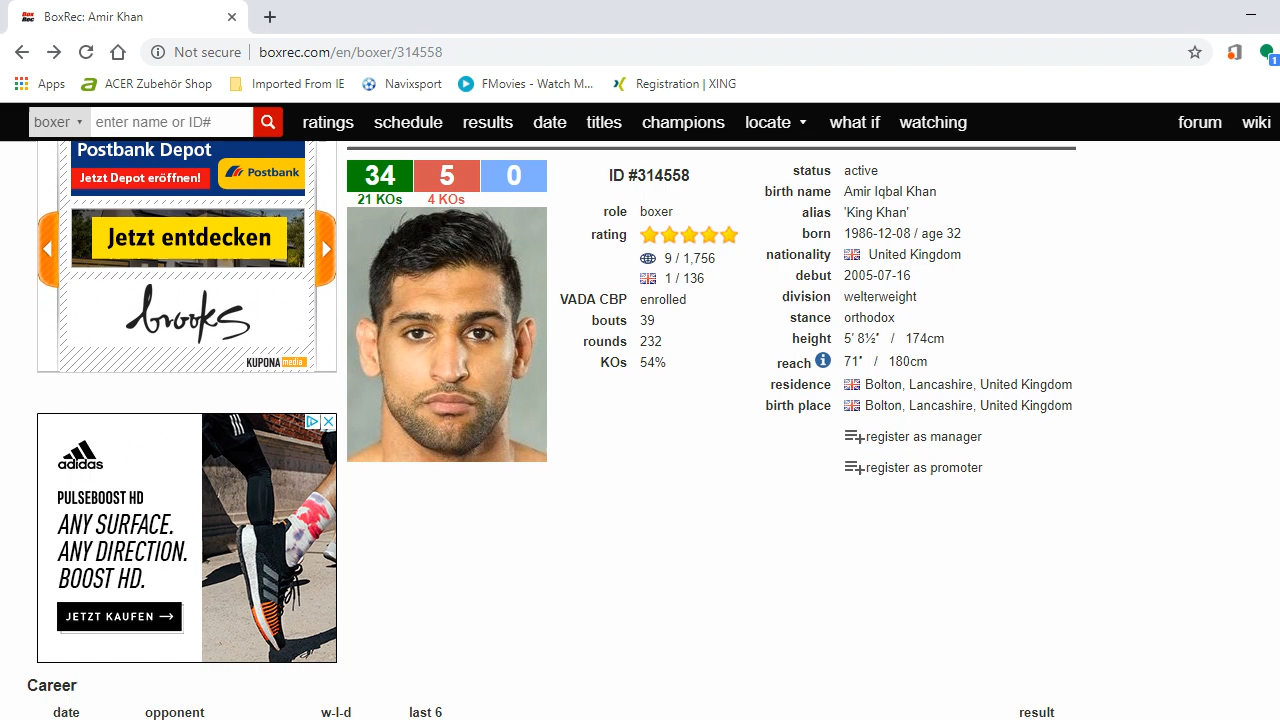 BoxRec: Amir Khan
Not secure boxrec.com/en/boxer/314558
Apps ACER Zubehör Shop Imported From IE Navixsport FMovies - Watch M... Registration | XING
1
boxer enter name or ID# ratings schedule results date titles champions locate what if watching forum wiki
Postbank Depot
Jetzt Depot eröffnen! Postbank
Jetzt entdecken
brooks
KUPONA media
adidas
PULSEBOOST HD
ANY SURFACE.
ANY DIRECTION.
BOOST HD.
JETZT KAUFEN
34 5 0
21 KOs 4 KOs
ID #314558
role boxer
rating
9 / 1,756
1 / 136
VADA CBP enrolled
bouts 39
rounds 232
KOs 54%
status active
birth name Amir Iqbal Khan
alias 'King Khan'
born 1986-12-08 / age 32
nationality United Kingdom
debut 2005-07-16
division welterweight
stance orthodox
height 5′ 8½″ / 174cm
reach 71″ / 180cm
residence Bolton, Lancashire, United Kingdom
birth place Bolton, Lancashire, United Kingdom
register as manager
register as promoter
Career
date opponent w-l-d last 6 result